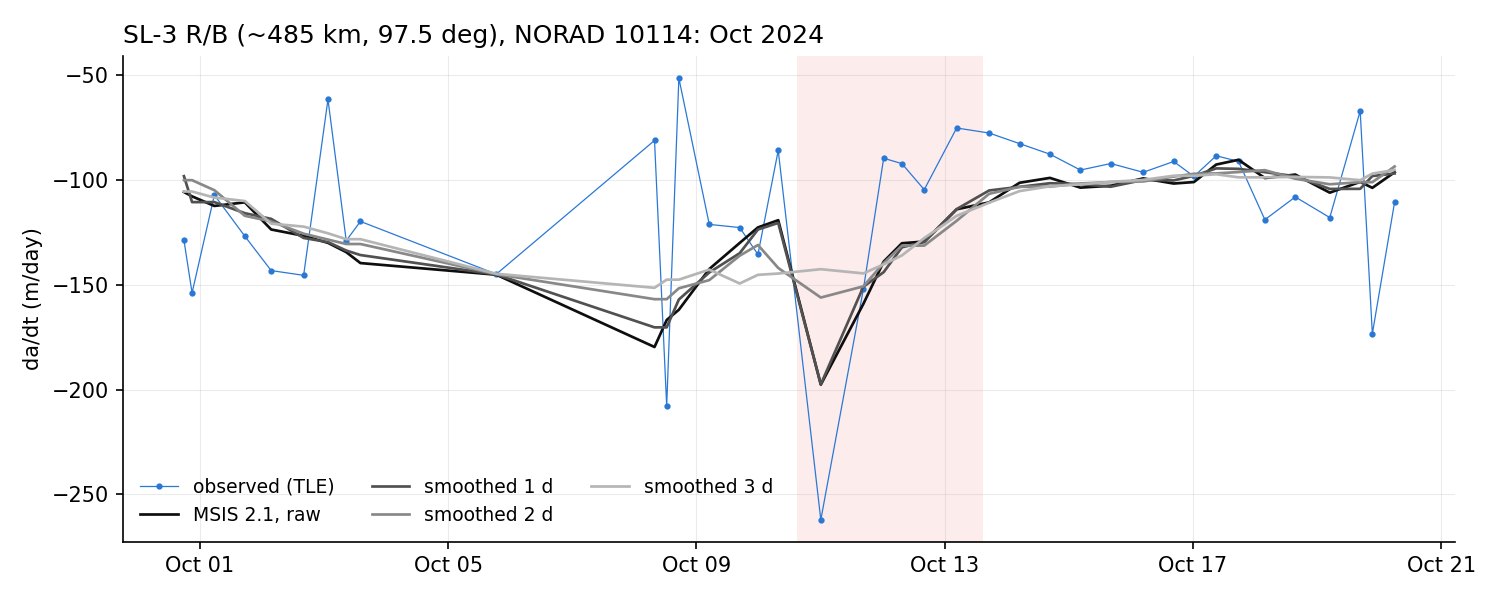 SL-3 R/B (~485 km, 97.5 deg), NORAD 10114: Oct 2024
da/dt (m/day)
−50
−100
−150
−200
−250
observed (TLE)
MSIS 2.1, raw
smoothed 1 d
smoothed 2 d
smoothed 3 d
Oct 01
Oct 05
Oct 09
Oct 13
Oct 17
Oct 21